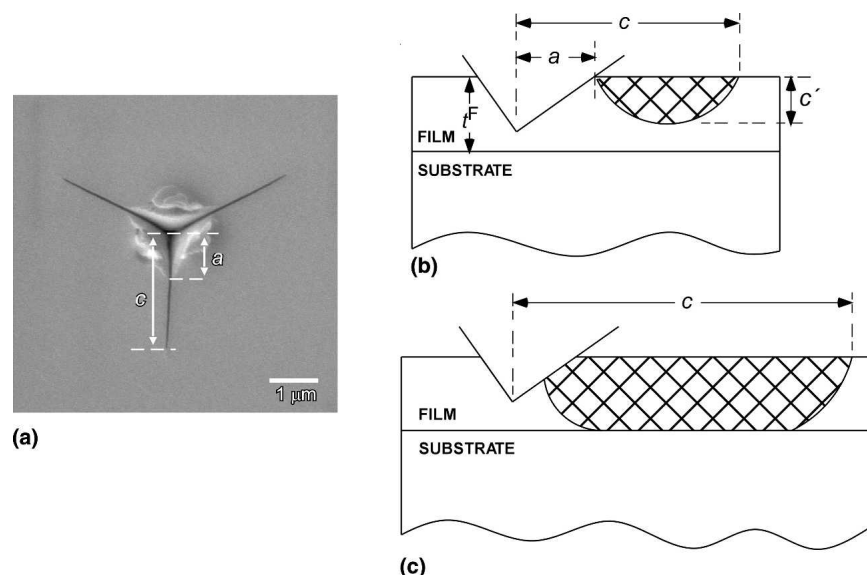 c
a
1 μm
(a)
c
a
c′
t^F
FILM
SUBSTRATE
(b)
c
FILM
SUBSTRATE
(c)